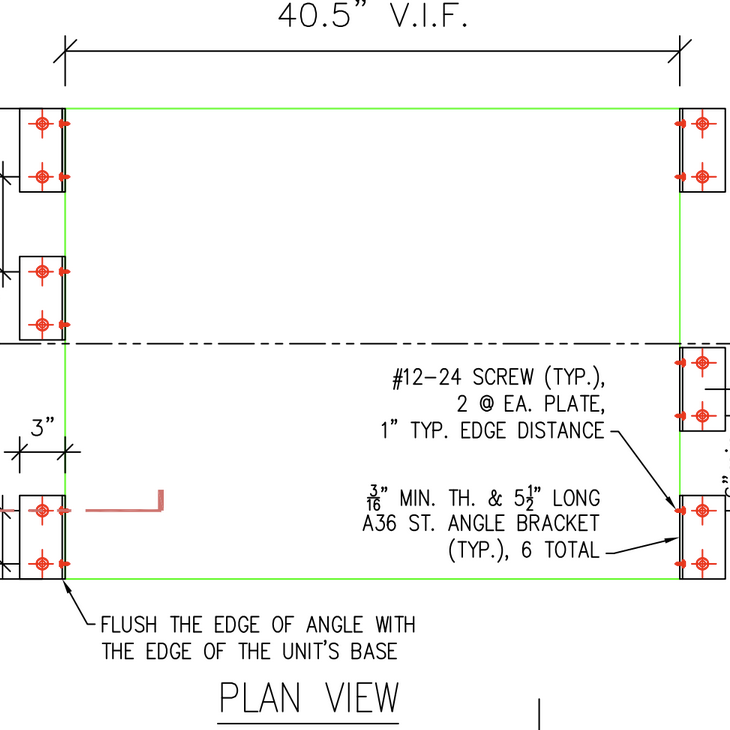 40.5” V.I.F.
#12-24 SCREW (TYP.),
2 @ EA. PLATE,
1” TYP. EDGE DISTANCE
3”
3/16” MIN. TH. & 5 1/2” LONG
A36 ST. ANGLE BRACKET
(TYP.), 6 TOTAL
FLUSH THE EDGE OF ANGLE WITH
THE EDGE OF THE UNIT'S BASE
PLAN VIEW